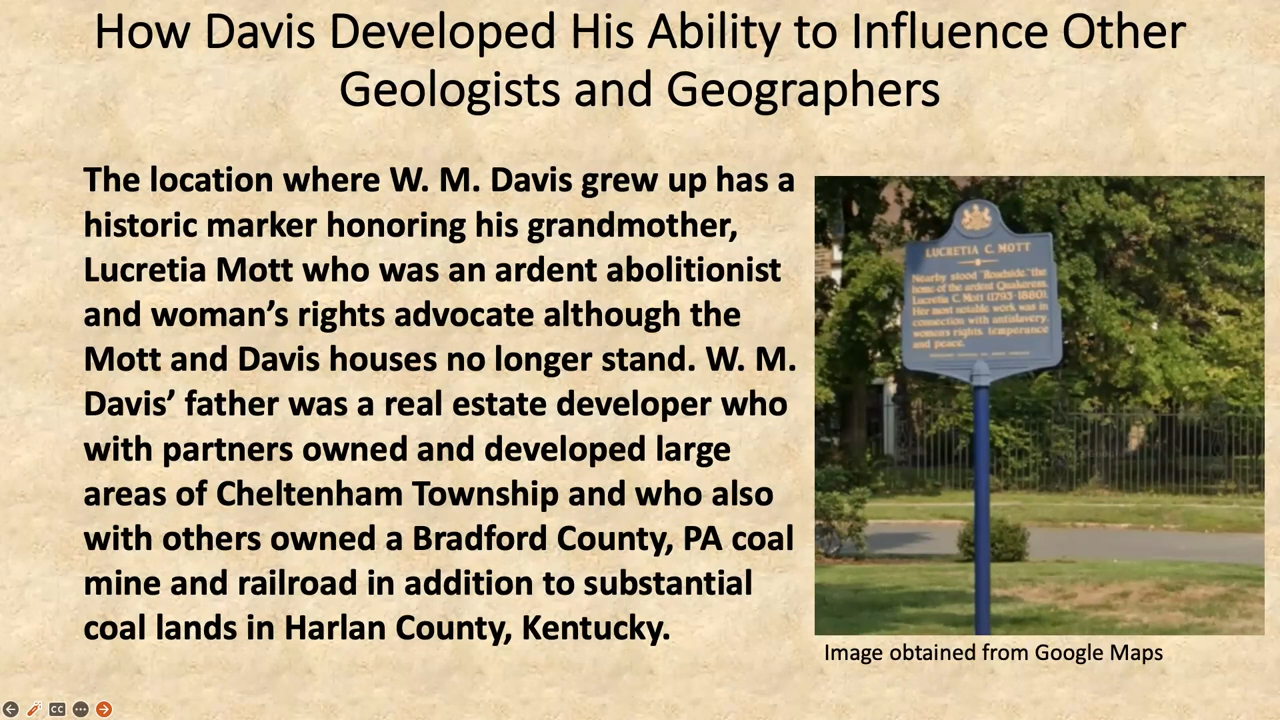 How Davis Developed His Ability to Influence Other
Geologists and Geographers
The location where W. M. Davis grew up has a
historic marker honoring his grandmother,
Lucretia Mott who was an ardent abolitionist
and woman’s rights advocate although the
Mott and Davis houses no longer stand. W. M.
Davis’ father was a real estate developer who
with partners owned and developed large
areas of Cheltenham Township and who also
with others owned a Bradford County, PA coal
mine and railroad in addition to substantial
coal lands in Harlan County, Kentucky.
LUCRETIA C. MOTT
Nearby stood "Roadside," the
home of the ardent Quakeress,
Lucretia C. Mott (1793-1880).
Her most notable work was in
connection with antislavery,
women's rights, temperance
and peace.
Image obtained from Google Maps
CC